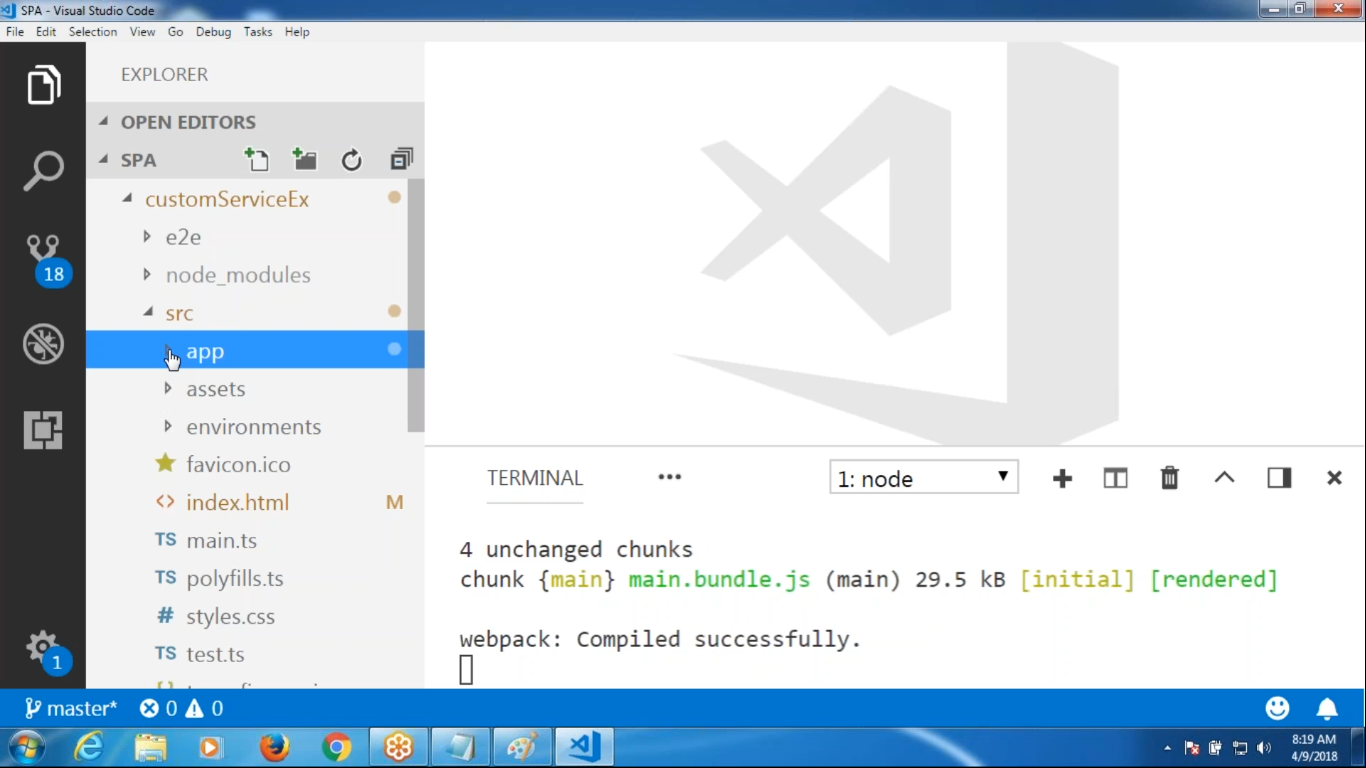 SPA - Visual Studio Code
File Edit Selection View Go Debug Tasks Help
EXPLORER
OPEN EDITORS
SPA
customServiceEx
e2e
node_modules
18
src
app
assets
environments
favicon.ico
index.html M
TS main.ts
TS polyfills.ts
# styles.css
TS test.ts
1
TERMINAL ••• 1: node
4 unchanged chunks
chunk {main} main.bundle.js (main) 29.5 kB [initial] [rendered]
webpack: Compiled successfully.
master* 0 0
8:19 AM
4/9/2018